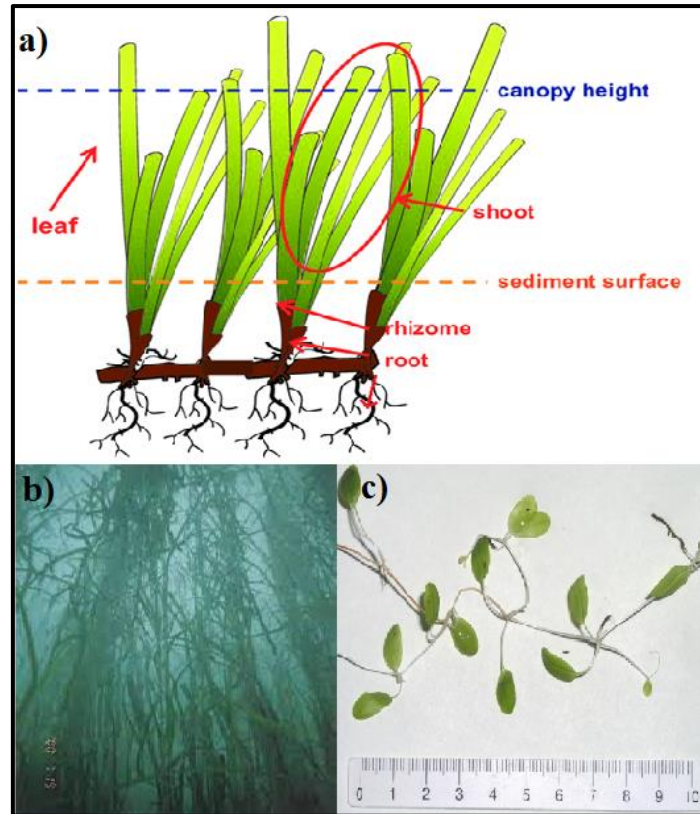 a)
canopy height
leaf
shoot
sediment surface
rhizome
root
b)
c)
0 1 2 3 4 5 6 7 8 9 10